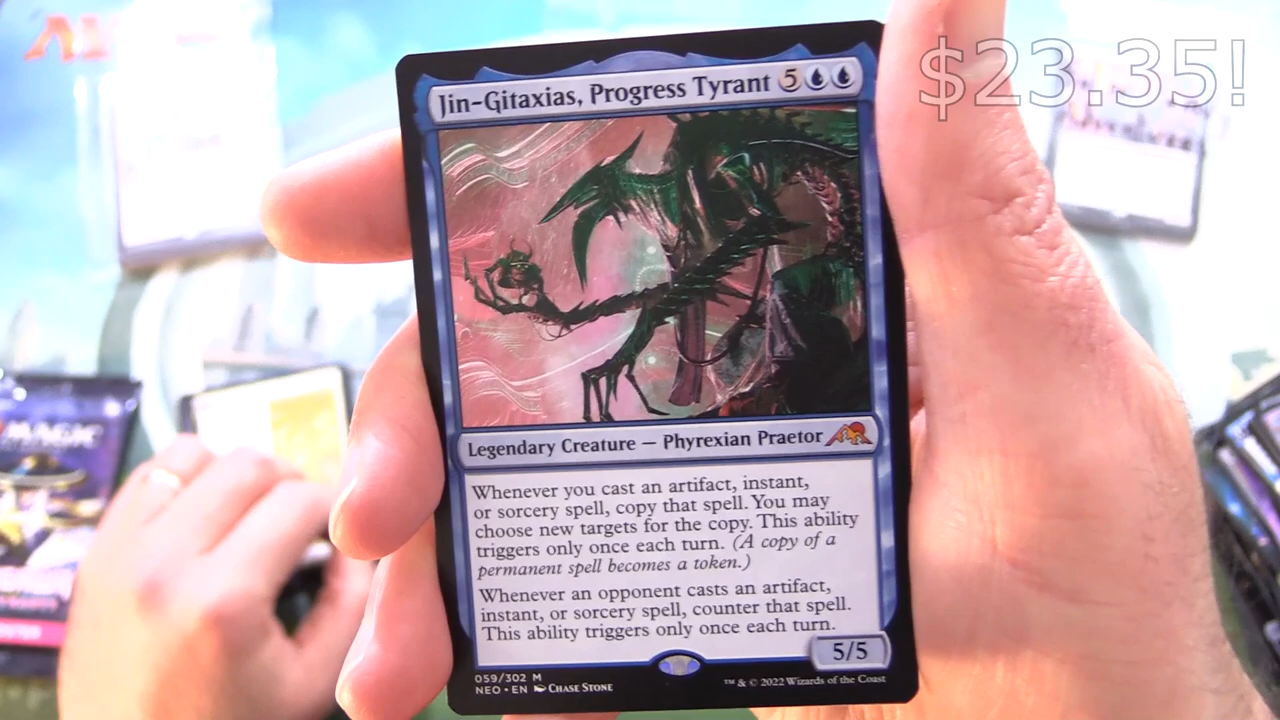 $23.35!
Jin-Gitaxias, Progress Tyrant 5
Legendary Creature — Phyrexian Praetor
Whenever you cast an artifact, instant,
or sorcery spell, copy that spell. You may
choose new targets for the copy. This ability
triggers only once each turn. (A copy of a
permanent spell becomes a token.)
Whenever an opponent casts an artifact,
instant, or sorcery spell, counter that spell.
This ability triggers only once each turn.
5/5
059/302 M
NEO • EN CHASE STONE
™ & © 2022 Wizards of the Coast
MAGIC